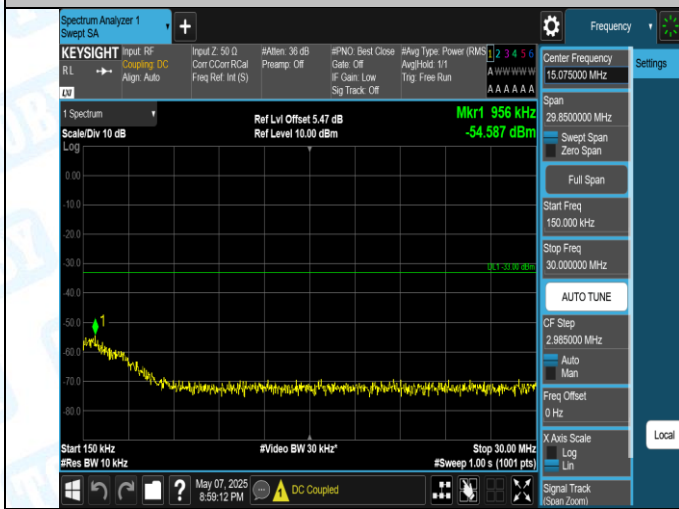 Spectrum Analyzer 1
Swept SA
Frequency
KEYSIGHT
RL
Input: RF
Coupling: DC
Align: Auto
Input Z: 50 Ω
Corr CCorr RCal
Freq Ref: Int (S)
#Atten: 36 dB
Preamp: Off
#PNO: Best Close
Gate: Off
IF Gain: Low
Sig Track: Off
#Avg Type: Power (RMS
Avg|Hold: 1/1
Trig: Free Run
1 2 3 4 5 6
A W W W W W
A A A A A A
1 Spectrum
Scale/Div 10 dB
Log
Ref Lvl Offset 5.47 dB
Ref Level 10.00 dBm
Mkr1 956 kHz
-54.587 dBm
0.00
-10.0
-20.0
-30.0
-40.0
-50.0
-60.0
-70.0
-80.0
DL1 -33.00 dBm
1
Start 150 kHz
#Res BW 10 kHz
#Video BW 30 kHz*
Stop 30.00 MHz
#Sweep 1.00 s (1001 pts)
Center Frequency
15.075000 MHz
Settings
Span
29.8500000 MHz
Swept Span
Zero Span
Full Span
Start Freq
150.000 kHz
Stop Freq
30.000000 MHz
AUTO TUNE
CF Step
2.985000 MHz
Auto
Man
Freq Offset
0 Hz
X Axis Scale
Log
Lin
Local
Signal Track
(Span Zoom)
?
May 07, 2025
8:59:12 PM
DC Coupled